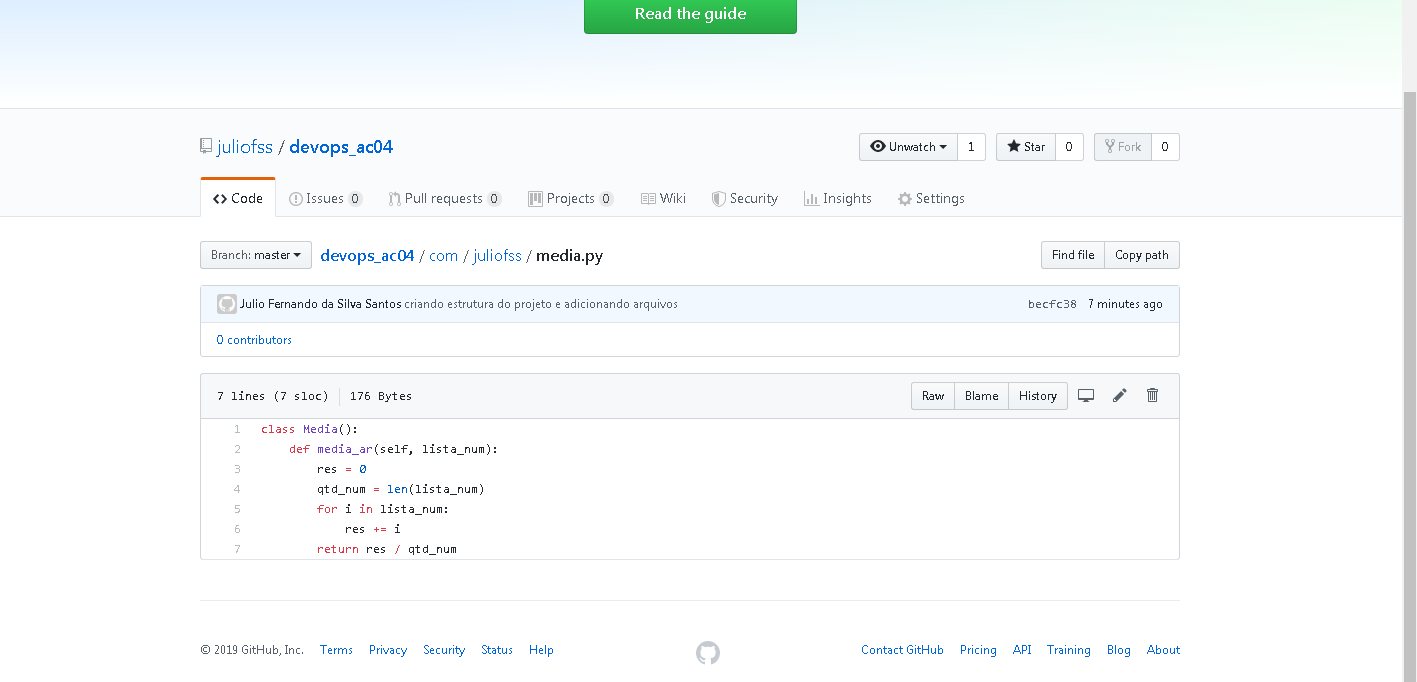 Read the guide
juliofss / devops_ac04
Unwatch 1 Star 0 Fork 0
Code Issues 0 Pull requests 0 Projects 0 Wiki Security Insights Settings
Branch: master devops_ac04 / com / juliofss / media.py Find file Copy path
Julio Fernando da Silva Santos criando estrutura do projeto e adicionando arquivos becfc38 7 minutes ago
0 contributors
7 lines (7 sloc) 176 Bytes Raw Blame History
1 class Media():
2     def media_ar(self, lista_num):
3         res = 0
4         qtd_num = len(lista_num)
5         for i in lista_num:
6             res += i
7         return res / qtd_num
© 2019 GitHub, Inc. Terms Privacy Security Status Help Contact GitHub Pricing API Training Blog About